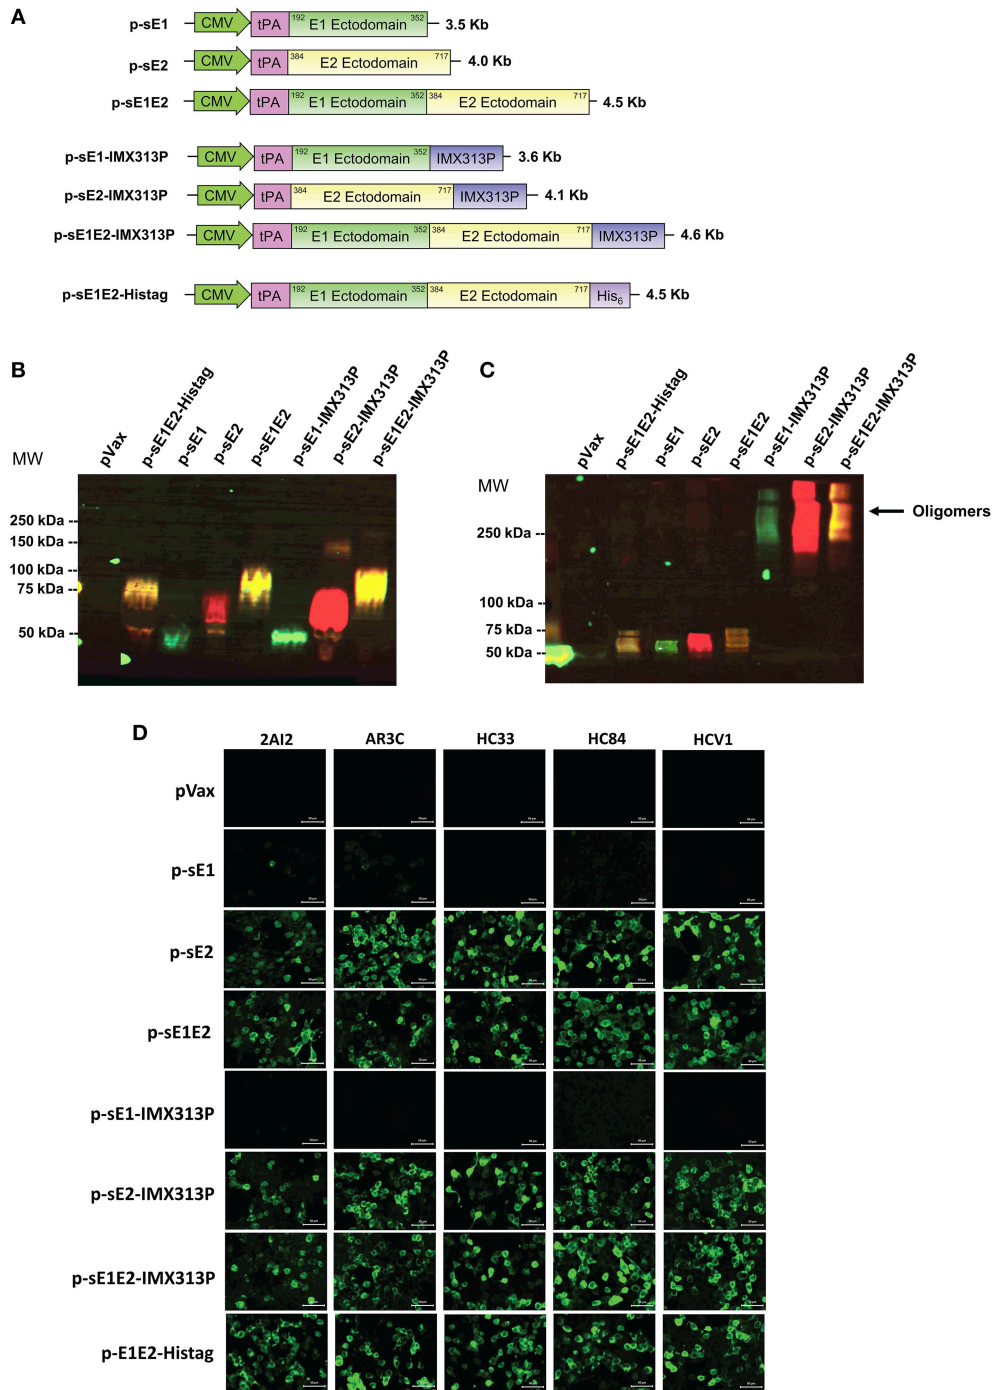 A
p-sE1 CMV tPA 192 E1 Ectodomain 352 3.5 Kb
p-sE2 CMV tPA 384 E2 Ectodomain 717 4.0 Kb
p-sE1E2 CMV tPA 192 E1 Ectodomain 352 384 E2 Ectodomain 717 4.5 Kb
p-sE1-IMX313P CMV tPA 192 E1 Ectodomain 352 IMX313P 3.6 Kb
p-sE2-IMX313P CMV tPA 384 E2 Ectodomain 717 IMX313P 4.1 Kb
p-sE1E2-IMX313P CMV tPA 192 E1 Ectodomain 352 384 E2 Ectodomain 717 IMX313P 4.6 Kb
p-sE1E2-Histag CMV tPA 192 E1 Ectodomain 352 384 E2 Ectodomain 717 His6 4.5 Kb
B
MW
pVax
p-sE1E2-Histag
p-sE1
p-sE2
p-sE1E2
p-sE1-IMX313P
p-sE2-IMX313P
p-sE1E2-IMX313P
250 kDa --
150 kDa --
100 kDa --
75 kDa --
50 kDa --
C
MW
pVax
p-sE1E2-Histag
p-sE1
p-sE2
p-sE1E2
p-sE1-IMX313P
p-sE2-IMX313P
p-sE1E2-IMX313P
Oligomers
250 kDa --
100 kDa --
75 kDa --
50 kDa --
D
2AI2 AR3C HC33 HC84 HCV1
pVax
p-sE1
p-sE2
p-sE1E2
p-sE1-IMX313P
p-sE2-IMX313P
p-sE1E2-IMX313P
p-E1E2-Histag